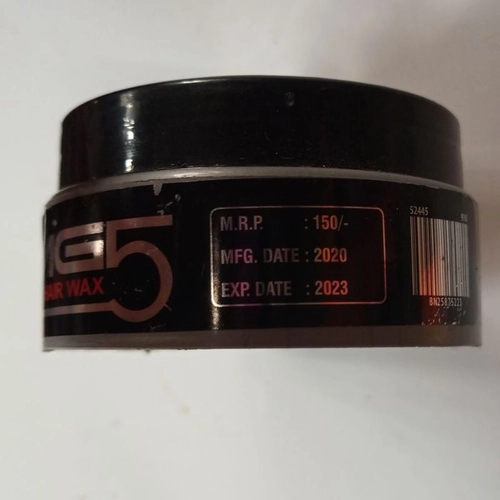 MG5
HAIR WAX
M.R.P. : 150/-
MFG. DATE : 2020
EXP. DATE : 2023
52445